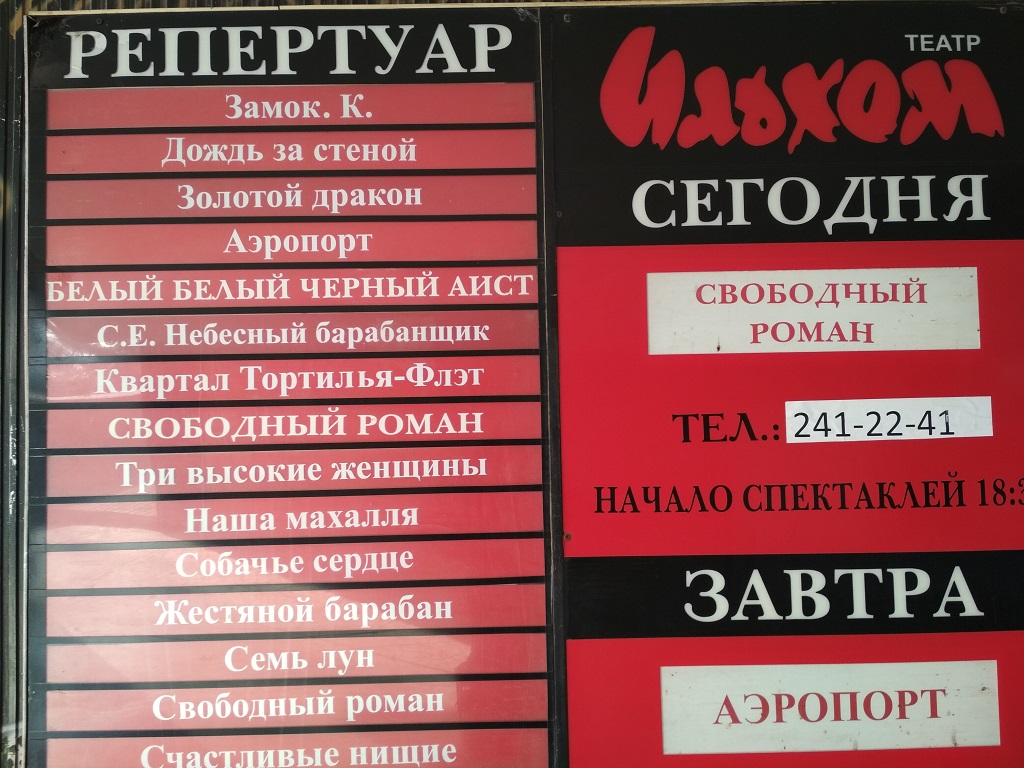 РЕПЕРТУАР
Замок. К.
Дождь за стеной
Золотой дракон
Аэропорт
БЕЛЫЙ БЕЛЫЙ ЧЕРНЫЙ АИСТ
С.Е. Небесный барабанщик
Квартал Тортилья-Флэт
СВОБОДНЫЙ РОМАН
Три высокие женщины
Наша махалля
Собачье сердце
Жестяной барабан
Семь лун
Свободный роман
Счастливые нищие
ТЕАТР
Ильхом
СЕГОДНЯ
СВОБОДНЫЙ
РОМАН
ТЕЛ.: 241-22-41
НАЧАЛО СПЕКТАКЛЕЙ
ЗАВТРА
АЭРОПОРТ